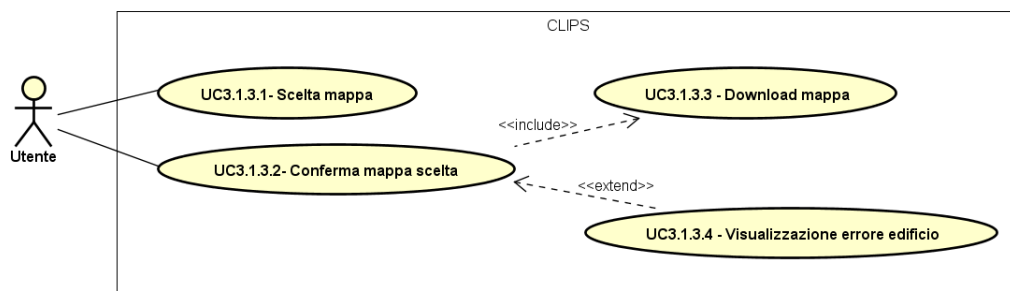 CLIPS
UC3.1.3.1- Scelta mappa
UC3.1.3.3 - Download mappa
<<include>>
Utente
UC3.1.3.2- Conferma mappa scelta
<<extend>>
UC3.1.3.4 - Visualizzazione errore edificio